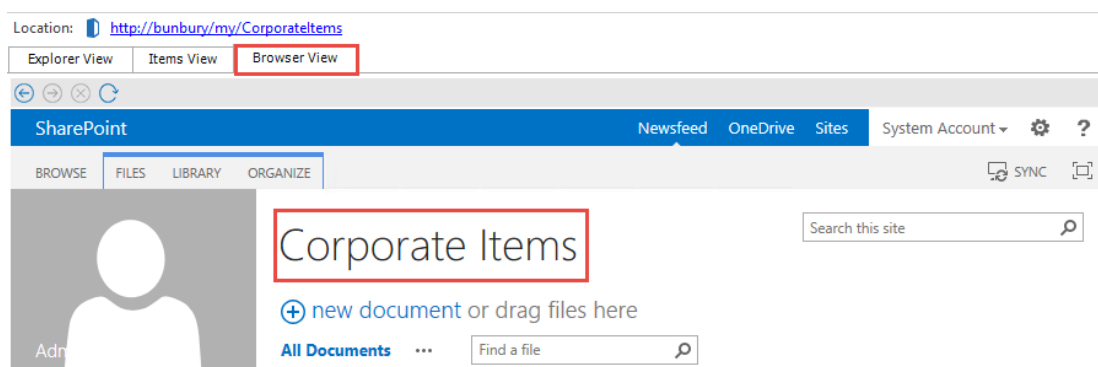 Location: http://bunbury/my/CorporateItems
Explorer View Items View Browser View
SharePoint Newsfeed OneDrive Sites System Account ?
BROWSE FILES LIBRARY ORGANIZE SYNC
Search this site
Corporate Items
new document or drag files here
Adm
All Documents ••• Find a file